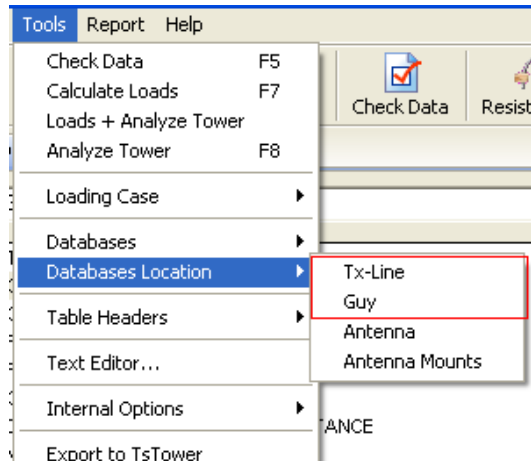 Tools Report Help
Check Data F5
Calculate Loads F7
Loads + Analyze Tower
Analyze Tower F8
Loading Case
Databases
Databases Location
Table Headers
Text Editor...
Internal Options
Export to TsTower
Check Data
Resist
Tx-Line
Guy
Antenna
Antenna Mounts
ANCE